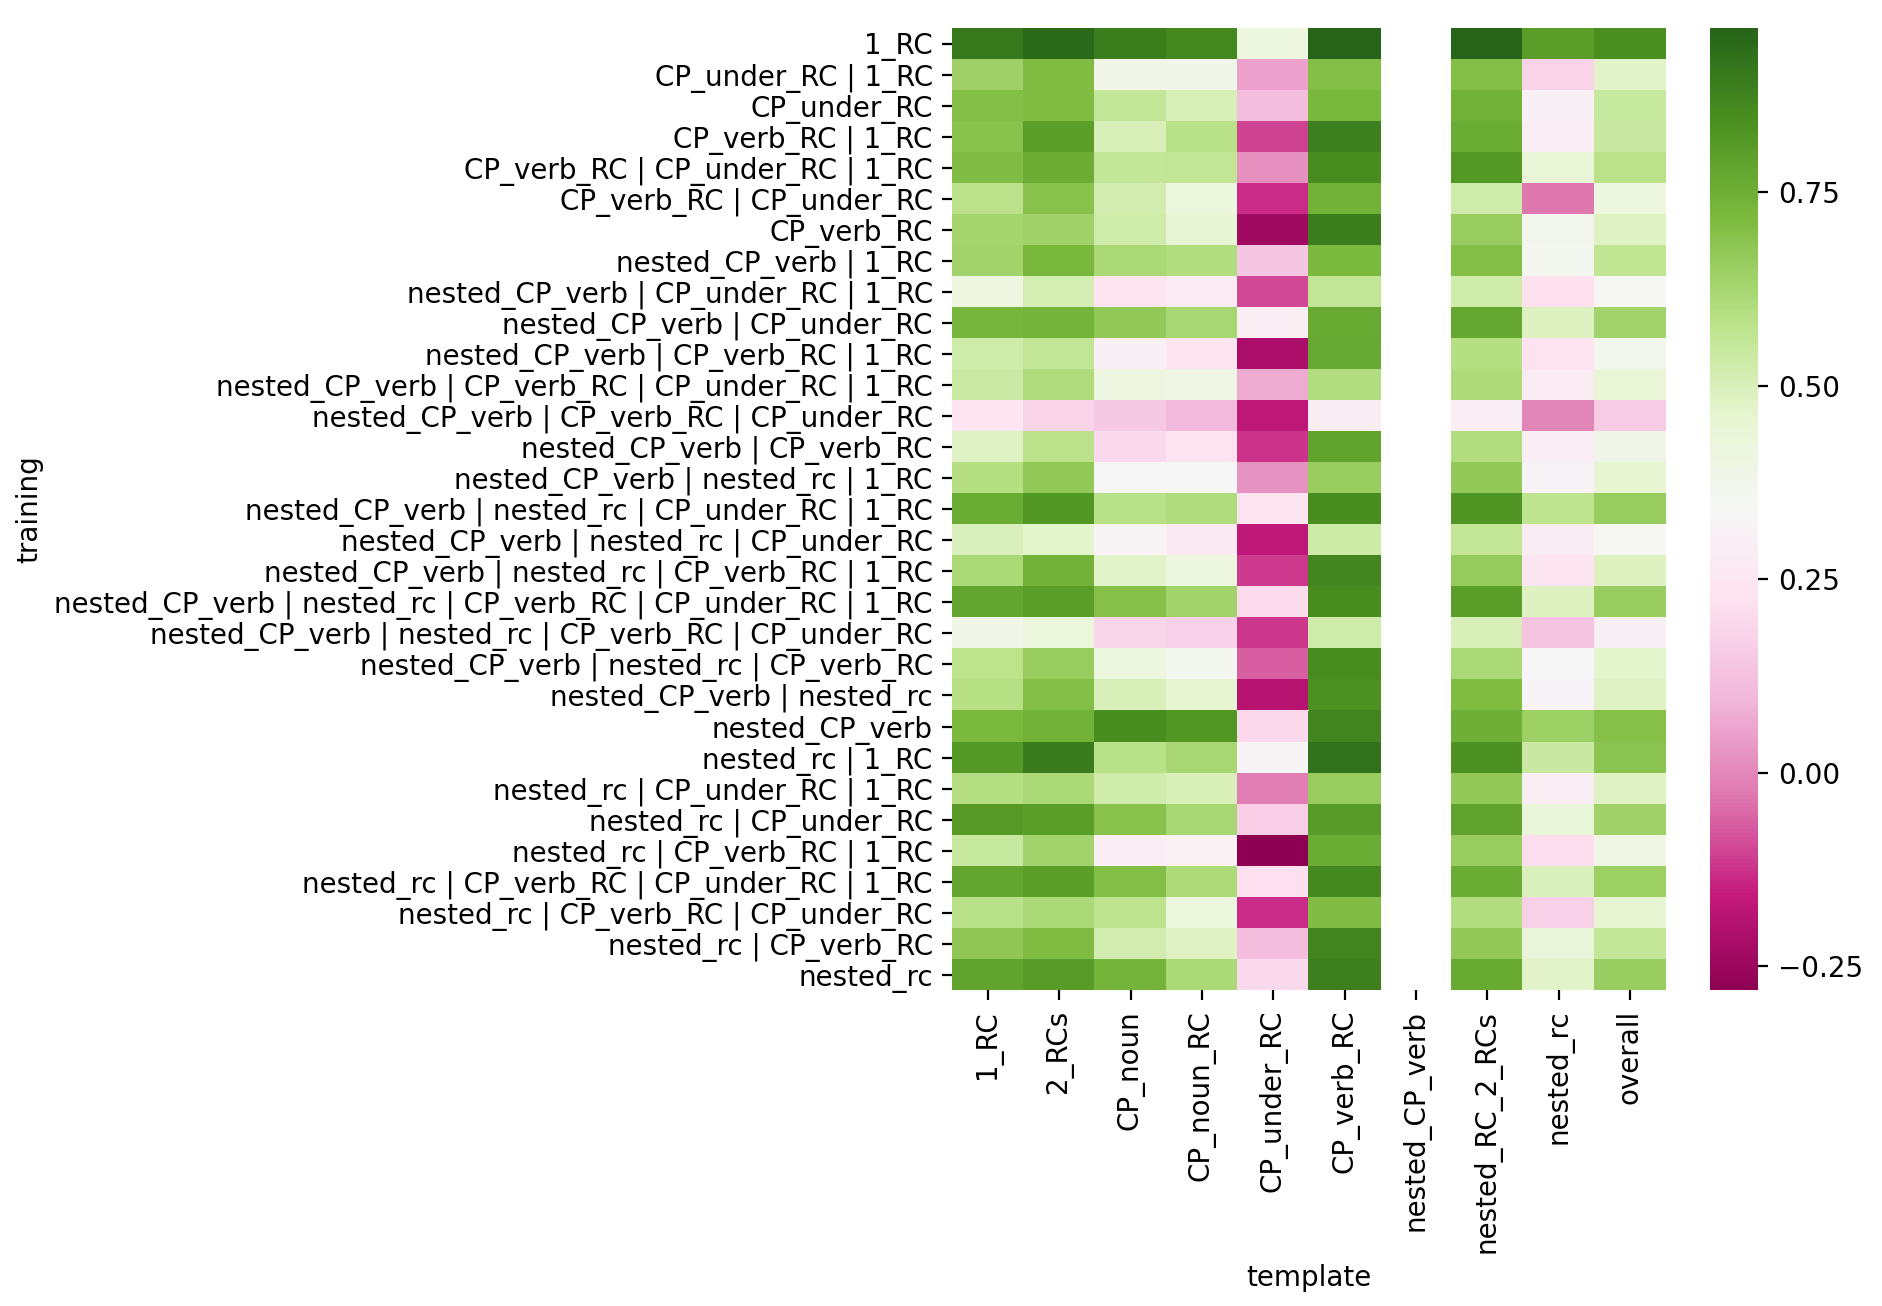 training
1_RC
CP_under_RC | 1_RC
CP_under_RC
CP_verb_RC | 1_RC
CP_verb_RC | CP_under_RC | 1_RC
CP_verb_RC | CP_under_RC
CP_verb_RC
nested_CP_verb | 1_RC
nested_CP_verb | CP_under_RC | 1_RC
nested_CP_verb | CP_under_RC
nested_CP_verb | CP_verb_RC | 1_RC
nested_CP_verb | CP_verb_RC | CP_under_RC | 1_RC
nested_CP_verb | CP_verb_RC | CP_under_RC
nested_CP_verb | CP_verb_RC
nested_CP_verb | nested_rc | 1_RC
nested_CP_verb | nested_rc | CP_under_RC | 1_RC
nested_CP_verb | nested_rc | CP_under_RC
nested_CP_verb | nested_rc | CP_verb_RC | 1_RC
nested_CP_verb | nested_rc | CP_verb_RC | CP_under_RC | 1_RC
nested_CP_verb | nested_rc | CP_verb_RC | CP_under_RC
nested_CP_verb | nested_rc | CP_verb_RC
nested_CP_verb | nested_rc
nested_CP_verb
nested_rc | 1_RC
nested_rc | CP_under_RC | 1_RC
nested_rc | CP_under_RC
nested_rc | CP_verb_RC | 1_RC
nested_rc | CP_verb_RC | CP_under_RC | 1_RC
nested_rc | CP_verb_RC | CP_under_RC
nested_rc | CP_verb_RC
nested_rc
1_RC
2_RCs
CP_noun
CP_noun_RC
CP_under_RC
CP_verb_RC
nested_CP_verb
nested_RC_2_RCs
nested_rc
overall
template
0.75
0.50
0.25
0.00
−0.25